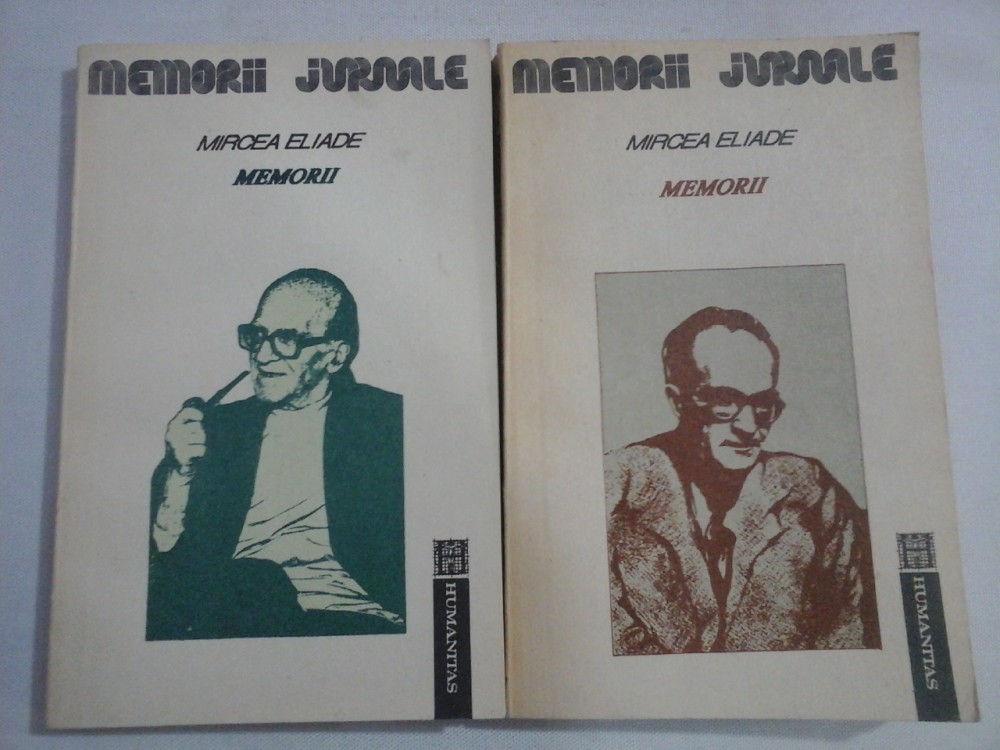 MEMORII JURNALE
MIRCEA ELIADE
MEMORII
HUMANITAS
MEMORII JURNALE
MIRCEA ELIADE
MEMORII
HUMANITAS